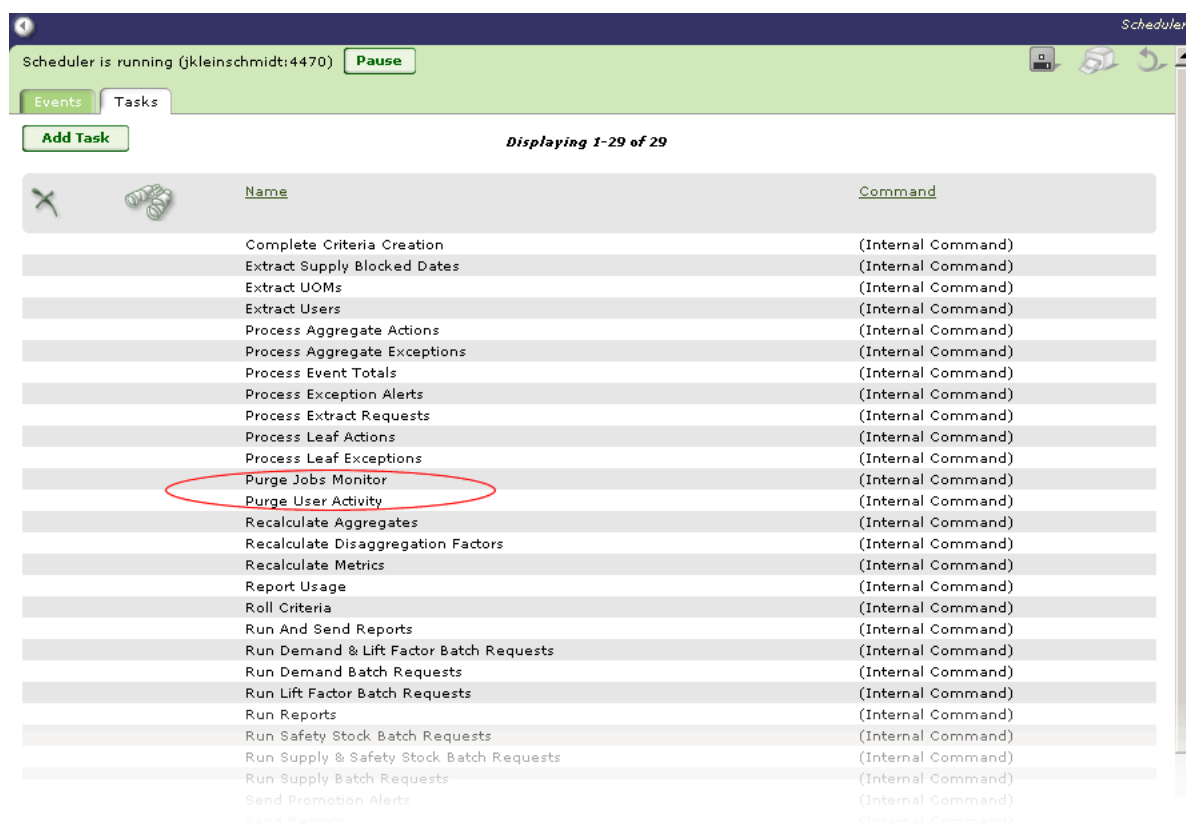 Scheduler
Scheduler is running (jkleinschmidt:4470) Pause
Events Tasks
Add Task Displaying 1-29 of 29
Name Command
Complete Criteria Creation (Internal Command)
Extract Supply Blocked Dates (Internal Command)
Extract UOMs (Internal Command)
Extract Users (Internal Command)
Process Aggregate Actions (Internal Command)
Process Aggregate Exceptions (Internal Command)
Process Event Totals (Internal Command)
Process Exception Alerts (Internal Command)
Process Extract Requests (Internal Command)
Process Leaf Actions (Internal Command)
Process Leaf Exceptions (Internal Command)
Purge Jobs Monitor (Internal Command)
Purge User Activity (Internal Command)
Recalculate Aggregates (Internal Command)
Recalculate Disaggregation Factors (Internal Command)
Recalculate Metrics (Internal Command)
Report Usage (Internal Command)
Roll Criteria (Internal Command)
Run And Send Reports (Internal Command)
Run Demand & Lift Factor Batch Requests (Internal Command)
Run Demand Batch Requests (Internal Command)
Run Lift Factor Batch Requests (Internal Command)
Run Reports (Internal Command)
Run Safety Stock Batch Requests (Internal Command)
Run Supply & Safety Stock Batch Requests (Internal Command)
Run Supply Batch Requests (Internal Command)
Send Promotion Alerts (Internal Command)
Send Reports (Internal Command)